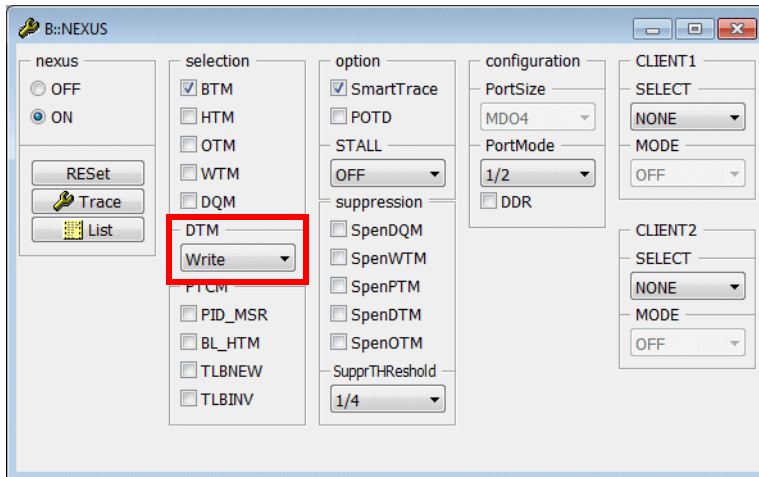 B::NEXUS
nexus
OFF
ON
RESet
Trace
List
selection
BTM
HTM
OTM
WTM
DQM
DTM
Write
PTCM
PID_MSR
BL_HTM
TLBNEW
TLBINV
option
SmartTrace
POTD
STALL
OFF
suppression
SpenDQM
SpenWTM
SpenPTM
SpenDTM
SpenOTM
SupprTHReshold
1/4
configuration
PortSize
MDO4
PortMode
1/2
DDR
CLIENT1
SELECT
NONE
MODE
OFF
CLIENT2
SELECT
NONE
MODE
OFF